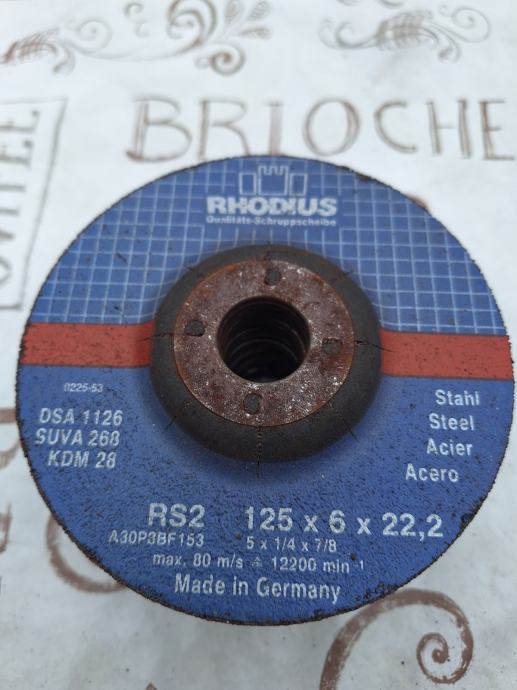 BRIOCHE
RHODIUS
Qualitäts-Schruppscheibe
0225-53
DSA 1126
SUVA 268
KDM 28
Stahl
Steel
Acier
Acero
RS2 125 x 6 x 22,2
A30P3BF153 5 x 1/4 x 7/8
max. 80 m/s ≙ 12200 min⁻¹
Made in Germany